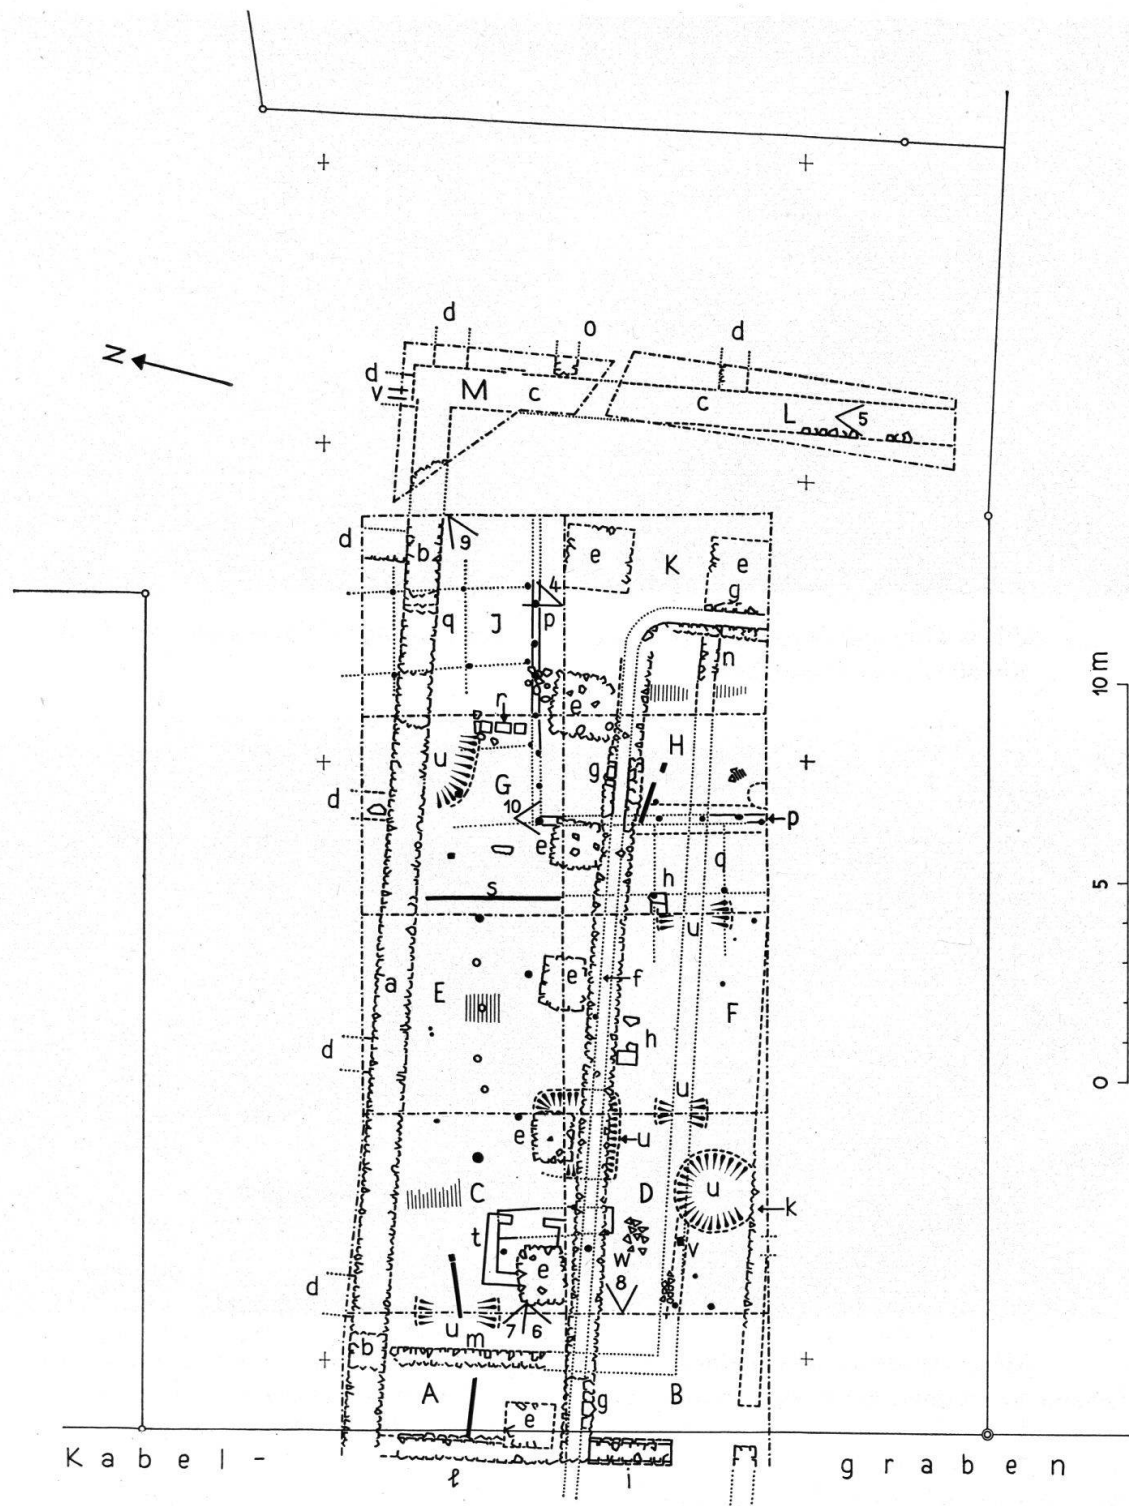 d o d
N
d
V M c c L 5
d b 9 e K e
g
4
q J p
n
r e
u H
G g
d 10 p
e
h q
s
u
a E e f
F
h
d
u
e u
C D u
k
t
e w v
d 8
u 7 6
b m
A B
e g
Kabel- l i graben
10 m
5
0